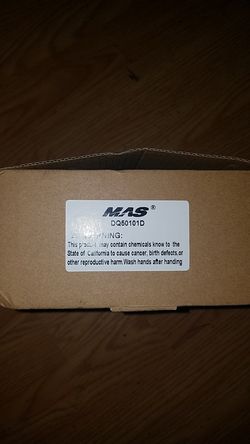 MAS®
DQ50101D
WARNING:
This product may contain chemicals know to the
State of California to cause cancer, birth defects,or
other reproductive harm.Wash hands after handing